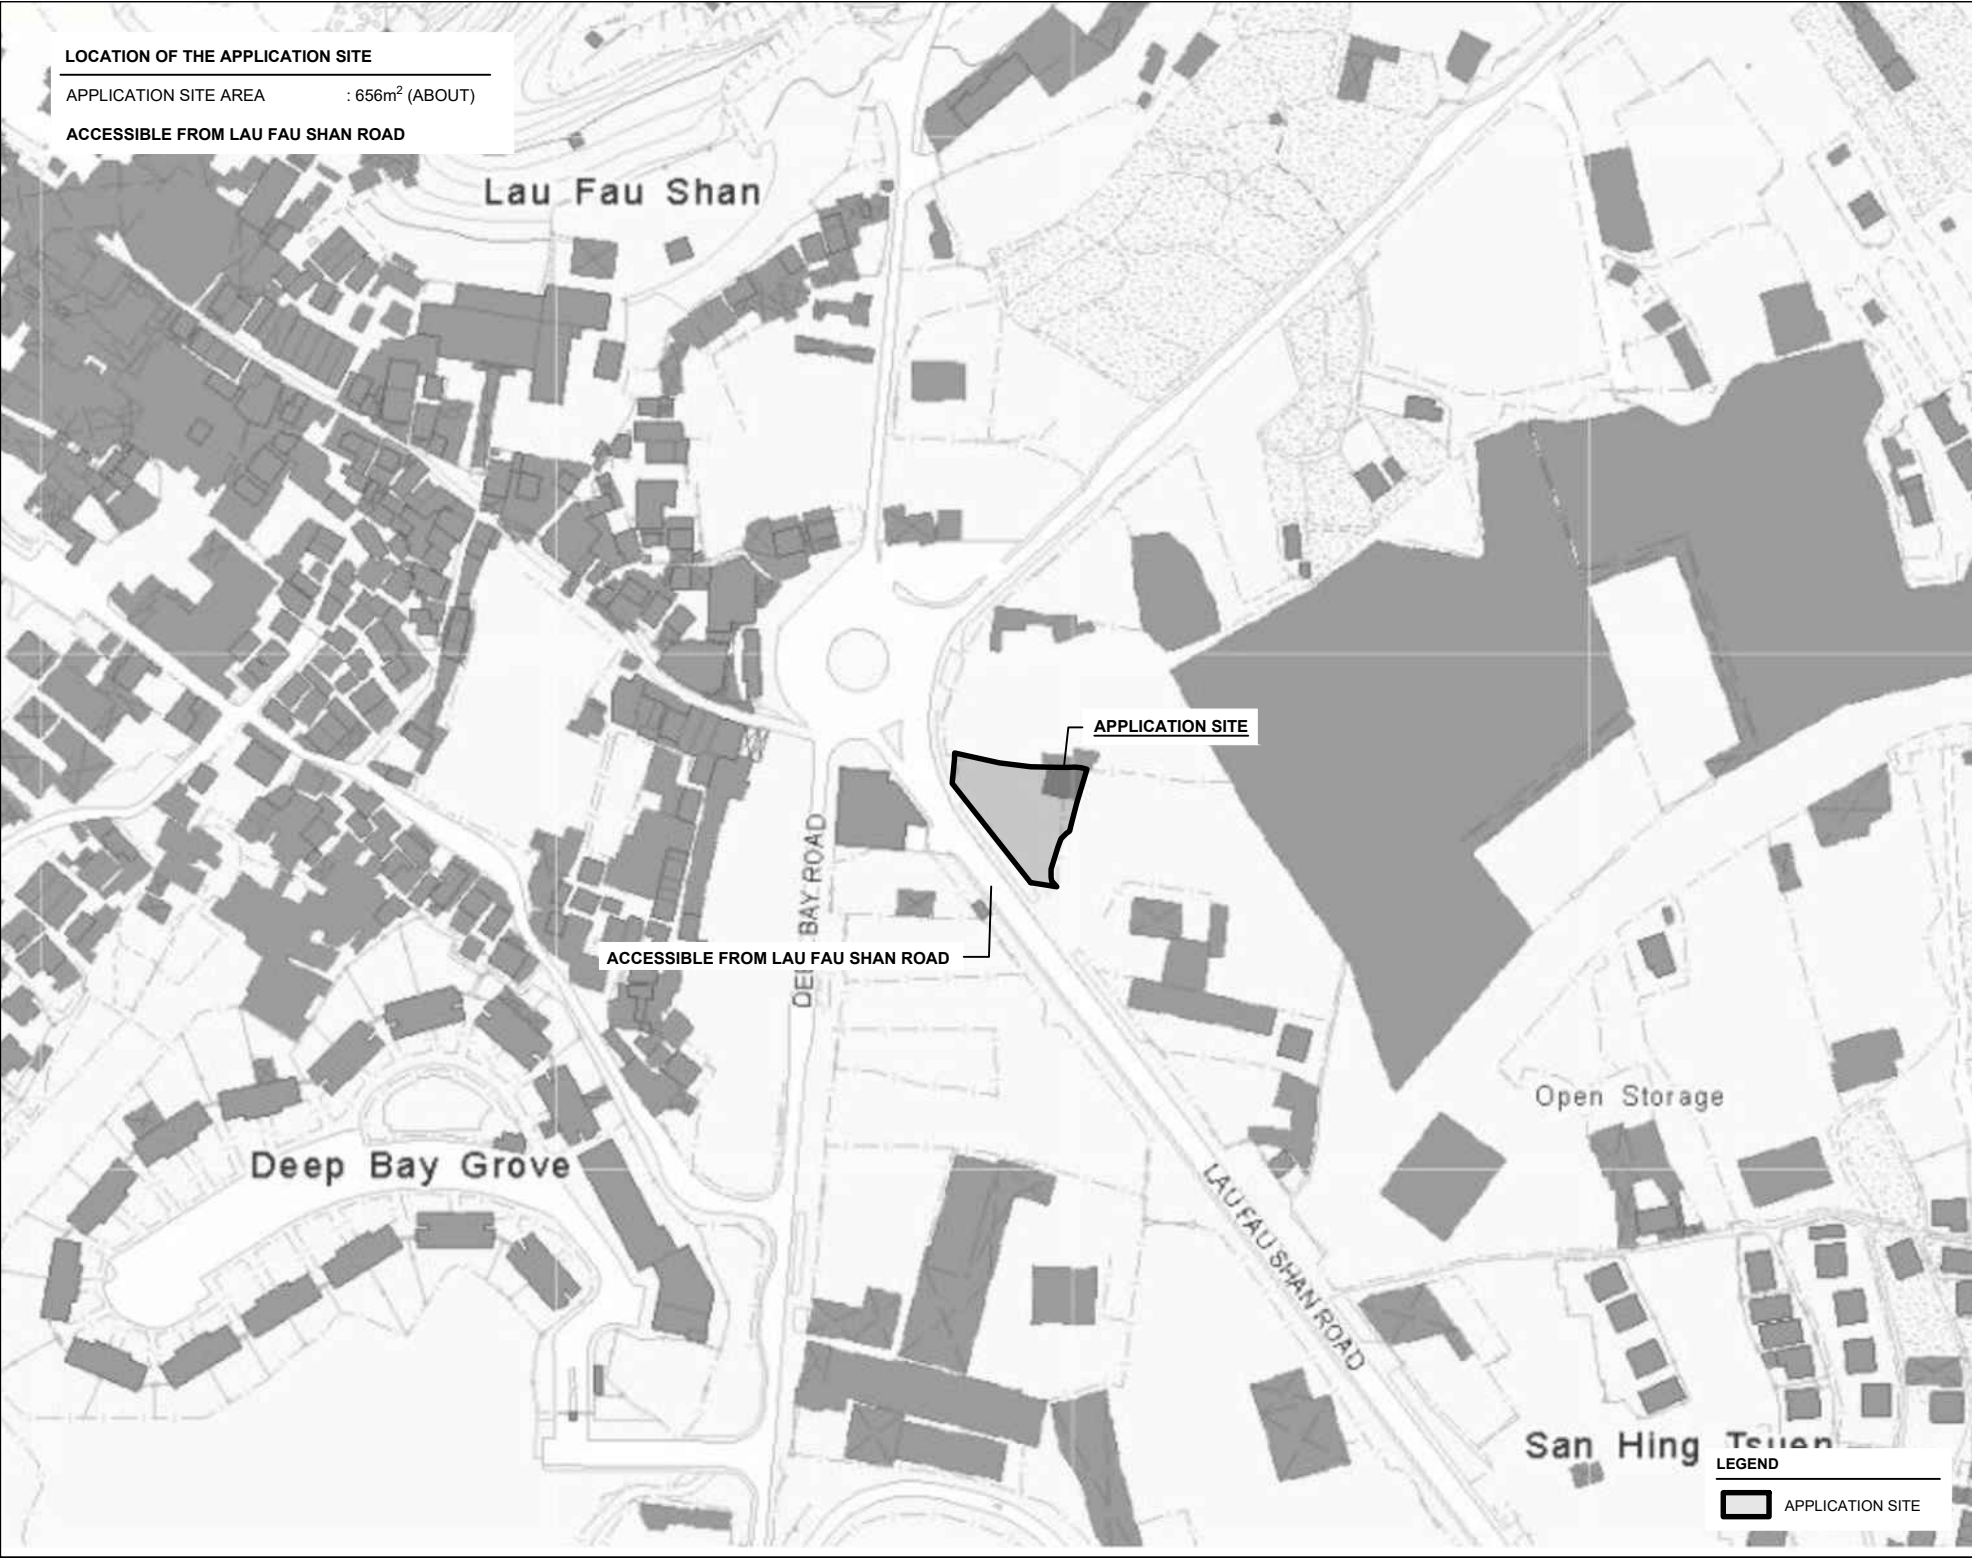 LOCATION OF THE APPLICATION SITE
APPLICATION SITE AREA : 656m² (ABOUT)
ACCESSIBLE FROM LAU FAU SHAN ROAD
Lau Fau Shan
APPLICATION SITE
BAY ROAD
ACCESSIBLE FROM LAU FAU SHAN ROAD
Open Storage
Deep Bay Grove
LAU FAU SHAN ROAD
San Hing Tsuen
LEGEND
APPLICATION SITE